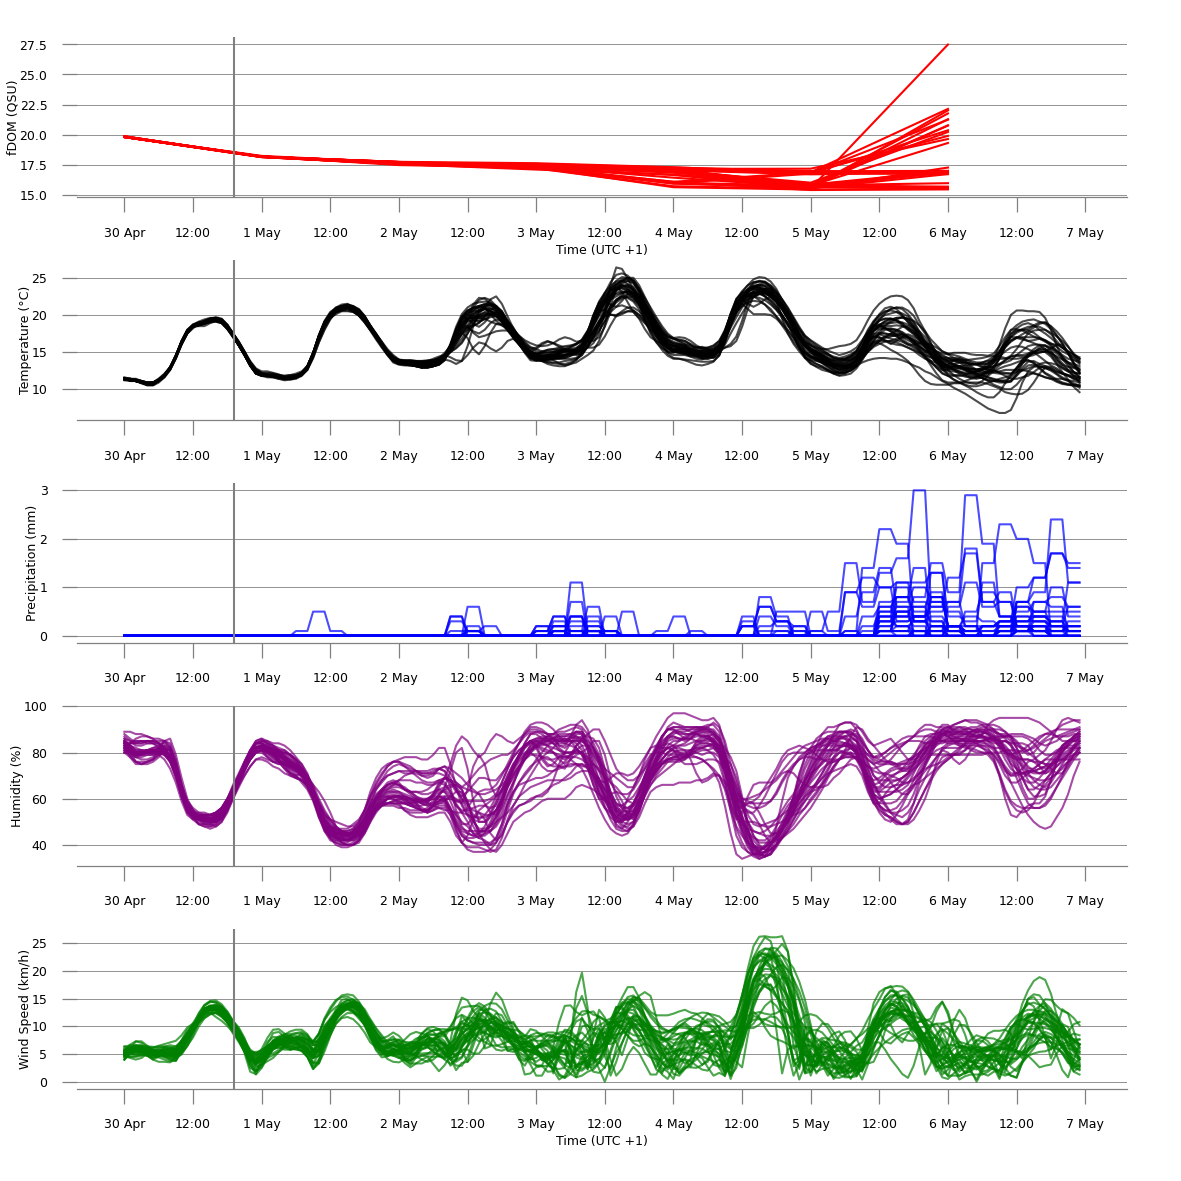 fDOM (QSU)
27.5
25.0
22.5
20.0
17.5
15.0
30 Apr 12:00 1 May 12:00 2 May 12:00 3 May 12:00 4 May 12:00 5 May 12:00 6 May 12:00 7 May
Time (UTC +1)
Temperature (°C)
25
20
15
10
30 Apr 12:00 1 May 12:00 2 May 12:00 3 May 12:00 4 May 12:00 5 May 12:00 6 May 12:00 7 May
Precipitation (mm)
3
2
1
0
30 Apr 12:00 1 May 12:00 2 May 12:00 3 May 12:00 4 May 12:00 5 May 12:00 6 May 12:00 7 May
Humidity (%)
100
80
60
40
30 Apr 12:00 1 May 12:00 2 May 12:00 3 May 12:00 4 May 12:00 5 May 12:00 6 May 12:00 7 May
Wind Speed (km/h)
25
20
15
10
5
0
30 Apr 12:00 1 May 12:00 2 May 12:00 3 May 12:00 4 May 12:00 5 May 12:00 6 May 12:00 7 May
Time (UTC +1)